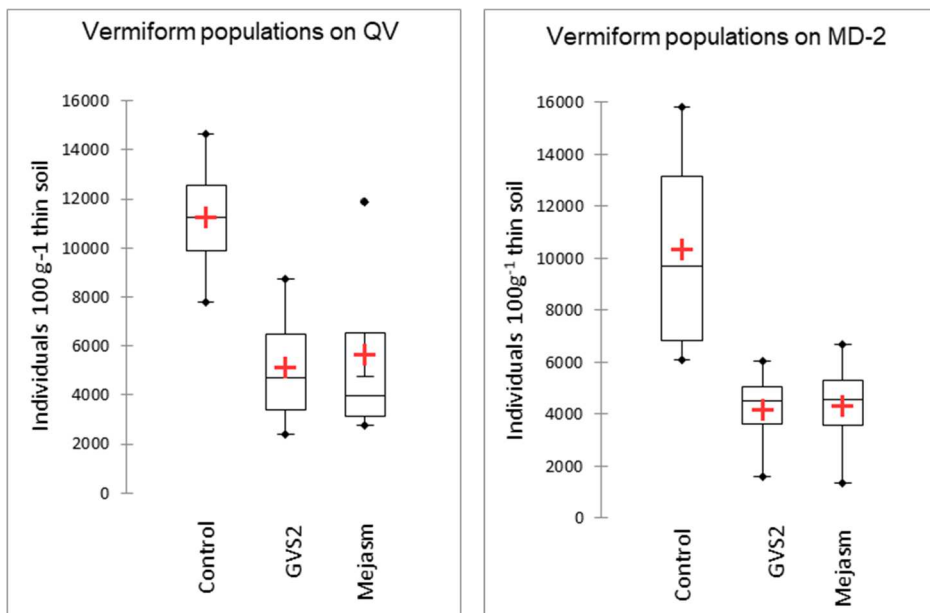 Vermiform populations on QV
Individuals 100 g-1 thin soil
16000
14000
12000
10000
8000
6000
4000
2000
0
Control
GVS2
Mejasm
Vermiform populations on MD-2
Individuals 100g⁻¹ thin soil
16000
14000
12000
10000
8000
6000
4000
2000
0
Control
GVS2
Mejasm